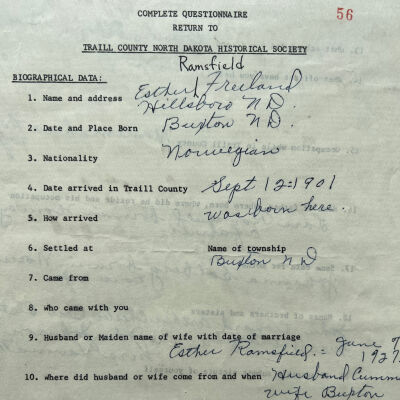 COMPLETE QUESTIONNAIRE
56
RETURN TO
TRAILL COUNTY NORTH DAKOTA HISTORICAL SOCIETY
Ramsfield
BIOGRAPHICAL DATA:
1. Name and address Esther Freeland
Hillsboro N D.
2. Date and Place Born Buxton N D.
3. Nationality Norwegian
4. Date arrived in Traill County Sept 12-1901
was born here.
5. How arrived
6. Settled at Name of township
Buxton N D
7. Came from
8. Who came with you
9. Husband or Maiden name of wife with date of marriage
Esther Ramsfield. - June
1927
10. Where did husband or wife come from and when Husband Cumm
wife Buxton